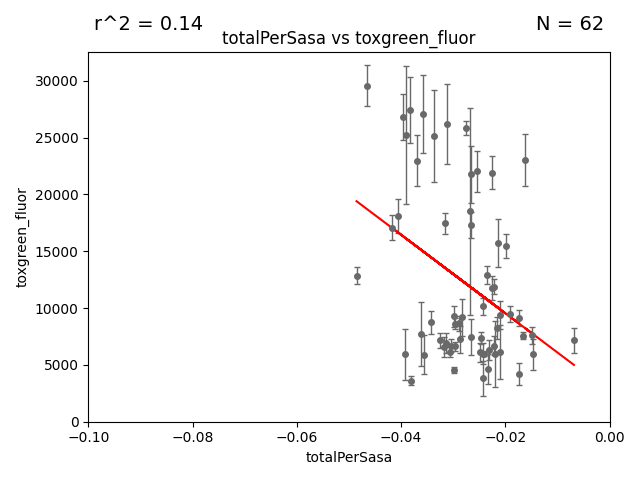 r^2 = 0.14
N = 62
totalPerSasa vs toxgreen_fluor
30000
25000
20000
15000
10000
5000
0
toxgreen_fluor
−0.10
−0.08
−0.06
−0.04
−0.02
0.00
totalPerSasa